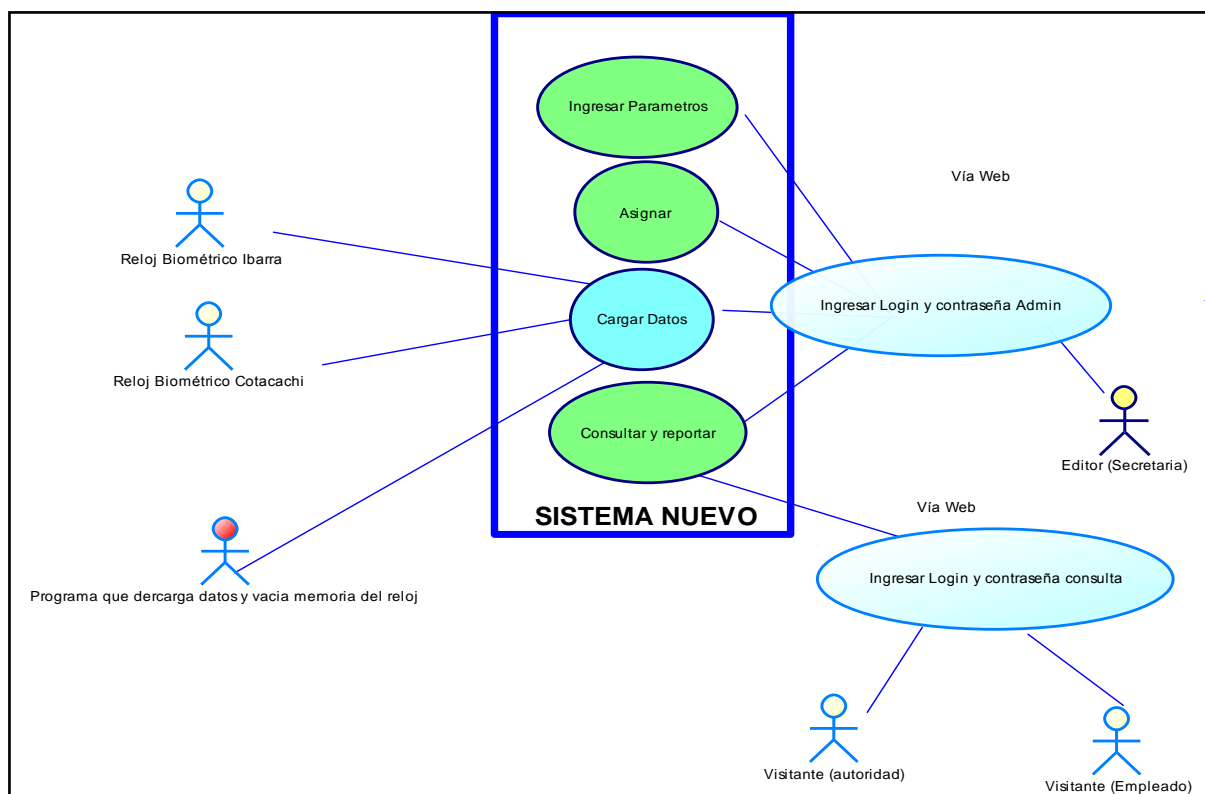 Ingresar Parametros
Vía Web
Asignar
Reloj Biométrico Ibarra
Ingresar Login y contraseña Admin
Cargar Datos
Reloj Biométrico Cotacachi
Consultar y reportar
Editor (Secretaria)
SISTEMA NUEVO
Vía Web
Ingresar Login y contraseña consulta
Programa que dercarga datos y vacia memoria del reloj
Visitante (autoridad)
Visitante (Empleado)